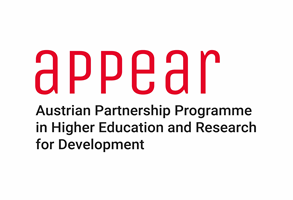 appear
Austrian Partnership Programme
in Higher Education and Research
for Development